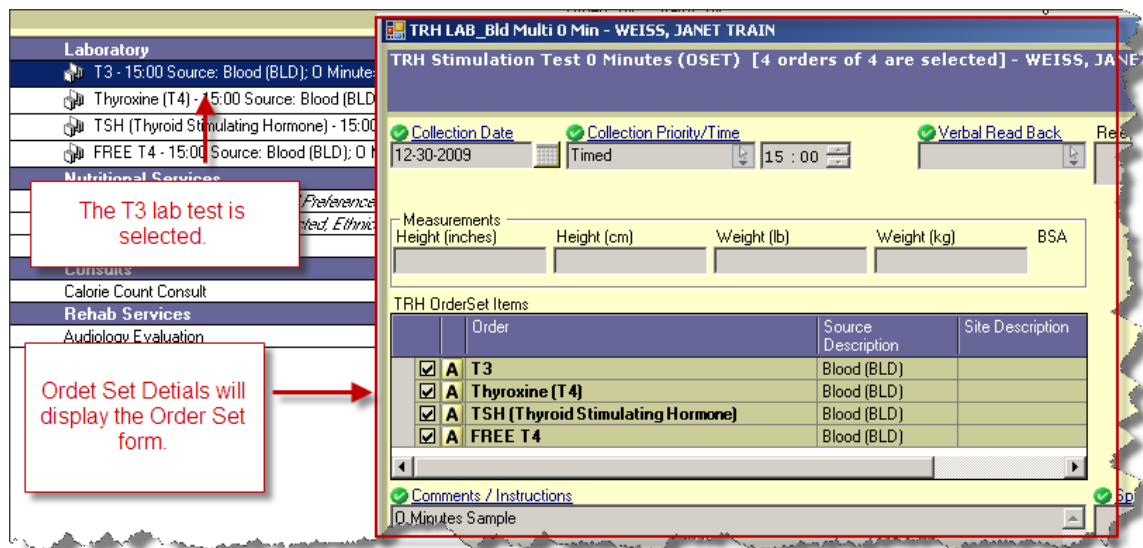 Laboratory
T3 - 15:00 Source: Blood (BLD); 0 Minute
Thyroxine (T4) - 15:00 Source: Blood (BLD
TSH (Thyroid Stimulating Hormone) - 15:00
FREE T4 - 15:00 Source: Blood (BLD); 0
Nutritional Services
Preference
Ethnic
Consults
Calorie Count Consult
Rehab Services
Audiology Evaluation
The T3 lab test is
selected.
Ordet Set Detials will
display the Order Set
form.
TRH LAB_Bld Multi 0 Min - WEISS, JANET TRAIN
TRH Stimulation Test 0 Minutes (OSET) [4 orders of 4 are selected] - WEISS, JANE
Collection Date Collection Priority/Time Verbal Read Back
12-30-2009 Timed 15 : 00
Measurements
Height (inches) Height (cm) Weight (lb) Weight (kg) BSA
TRH OrderSet Items
Order Source Description Site Description
A T3 Blood (BLD)
A Thyroxine (T4) Blood (BLD)
A TSH (Thyroid Stimulating Hormone) Blood (BLD)
A FREE T4 Blood (BLD)
Comments / Instructions Sp
0 Minutes Sample